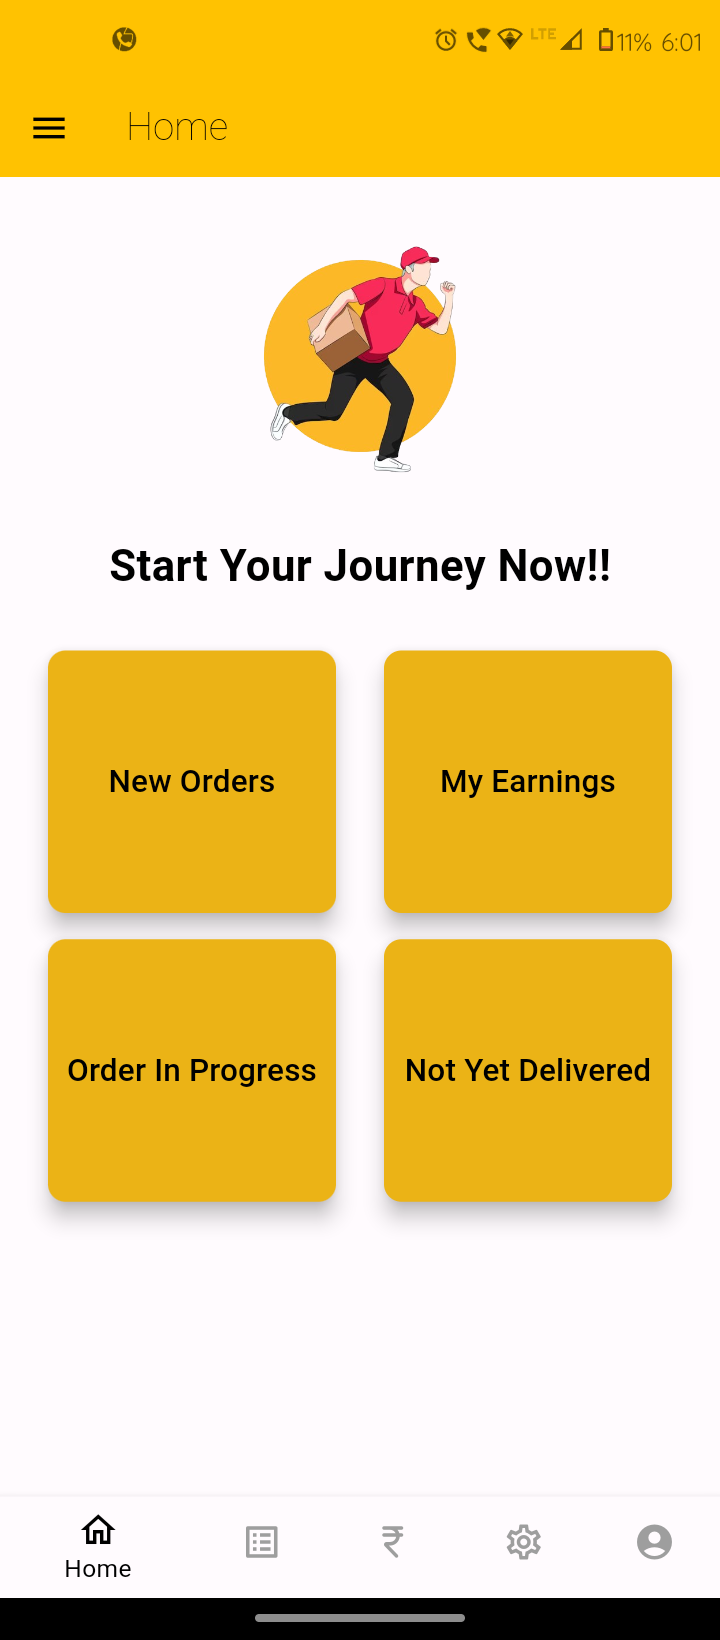 LTE 11% 6:01
Home
Start Your Journey Now!!
New Orders
My Earnings
Order In Progress
Not Yet Delivered
₹
Home